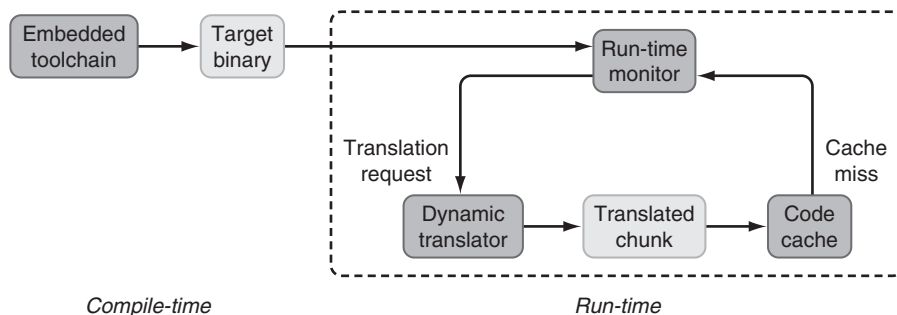 Embedded
toolchain
Target
binary
Run-time
monitor
Translation
request
Cache
miss
Dynamic
translator
Translated
chunk
Code
cache
Compile-time
Run-time